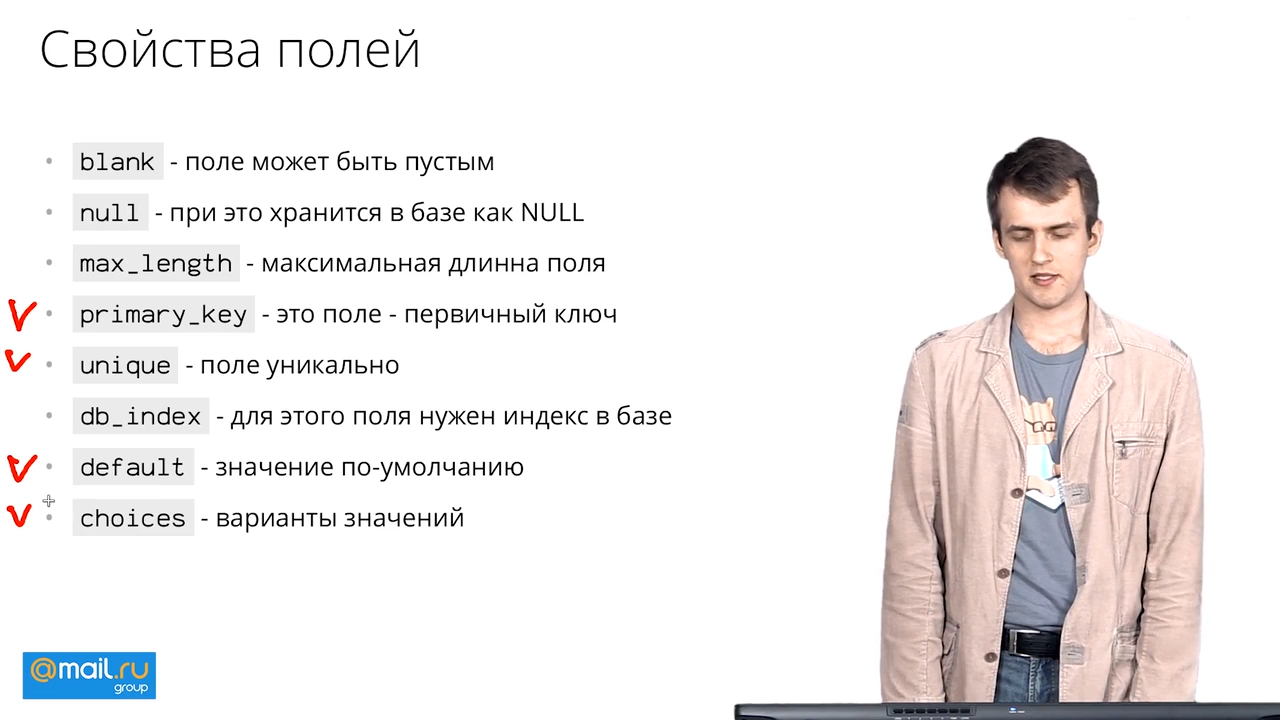 Свойства полей
blank - поле может быть пустым
null - при это хранится в базе как NULL
max_length - максимальная длинна поля
primary_key - это поле - первичный ключ
unique - поле уникально
db_index - для этого поля нужен индекс в базе
default - значение по-умолчанию
choices - варианты значений
@mail.ru
group